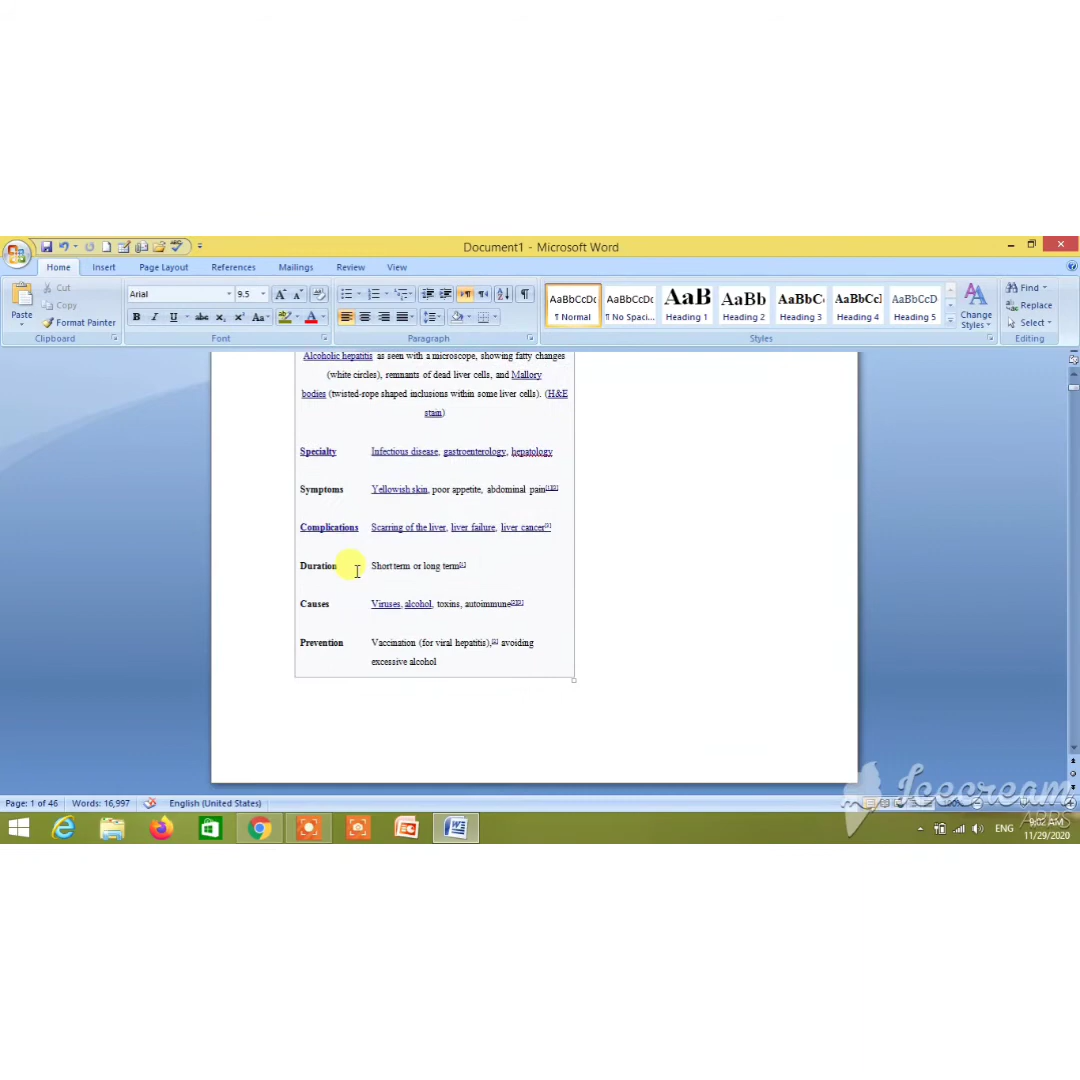 Document1 - Microsoft Word
Home Insert Page Layout References Mailings Review View
Paste
Cut
Copy
Format Painter
Clipboard
Arial 9.5
Font
Paragraph
AaBbCcDc AaBbCcDc AaB AaBb AaBbC AaBbCcl AaBbCcD
¶ Normal ¶ No Spaci... Heading 1 Heading 2 Heading 3 Heading 4 Heading 5
Change Styles
Styles
Find
Replace
Select
Editing
Alcoholic hepatitis as seen with a microscope, showing fatty changes
(white circles), remnants of dead liver cells, and Mallory
bodies (twisted-rope shaped inclusions within some liver cells). (H&E
stain)
Specialty Infectious disease, gastroenterology, hepatology
Symptoms Yellowish skin, poor appetite, abdominal pain
Complications Scarring of the liver, liver failure, liver cancer
Duration Short term or long term
Causes Viruses, alcohol, toxins, autoimmune
Prevention Vaccination (for viral hepatitis), avoiding
excessive alcohol
Page: 1 of 46 Words: 16,997 English (United States)
Icecream
APPS
ENG 9:02 AM
11/29/2020